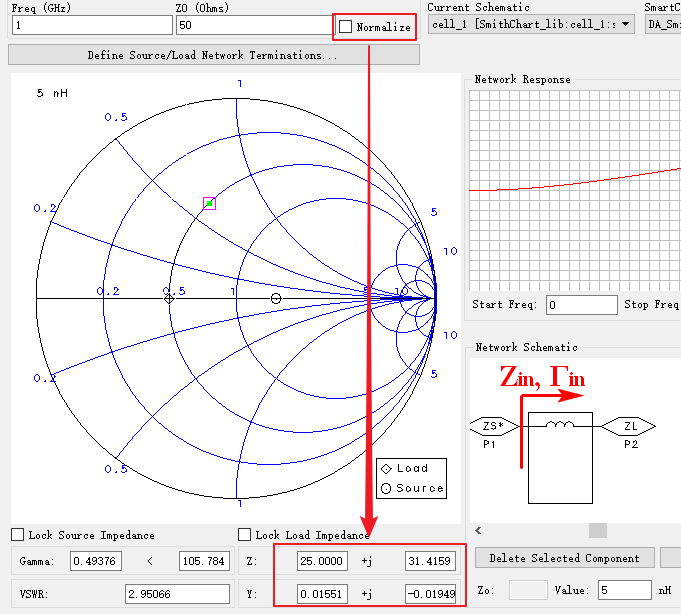 Freq (GHz)
Z0 (Ohms)
Current Schematic
SmartC
1
50
Normalize
cell_1 [SmithChart_lib:cell_1:s
DA_Smi
Define Source/Load Network Terminations...
5 nH
1
0.5
0.2
5
10
0.2
0.5
1
5
10
10
5
0.2
0.5
1
Load
Source
Network Response
Start Freq:
0
Stop Freq
Network Schematic
Zin, Γin
ZS*
ZL
P1
P2
Lock Source Impedance
Lock Load Impedance
Gamma:
0.49376
<
105.784
Z:
25.0000
+j
31.4159
VSWR:
2.95066
Y:
0.01551
+j
-0.01949
<
Delete Selected Component
Zo:
Value:
5
nH